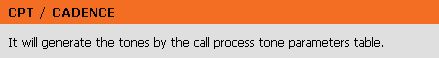 CPT / CADENCE
It will generate the tones by the call process tone parameters table.